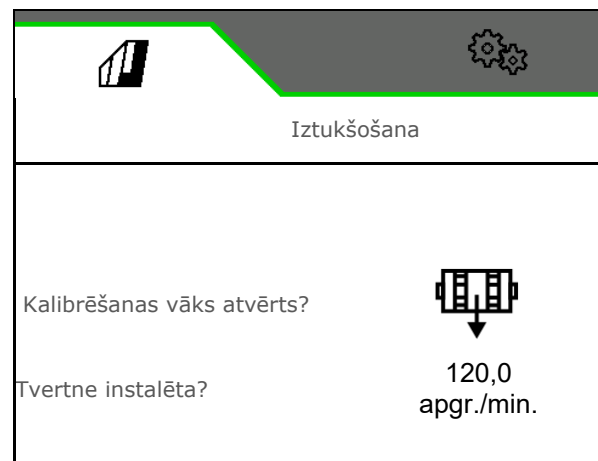 Iztukšošana
Kalibrēšanas vāks atvērts?
Tvertne instalēta?
120,0
apgr./min.